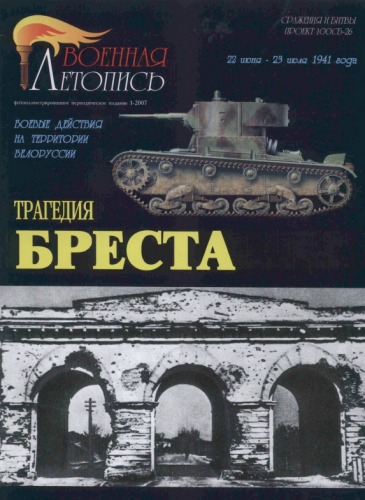 ВОЕННАЯ
ЛЕТОПИСЬ
фотоиллюстрированное периодическое издание 1-2007
СРАЖЕНИЯ И БИТВЫ
ПРОЕКТ 100СБ-26
22 июня - 23 июля 1941 года
БОЕВЫЕ ДЕЙСТВИЯ
НА ТЕРРИТОРИИ
БЕЛОРУССИИ
ТРАГЕДИЯ
БРЕСТА